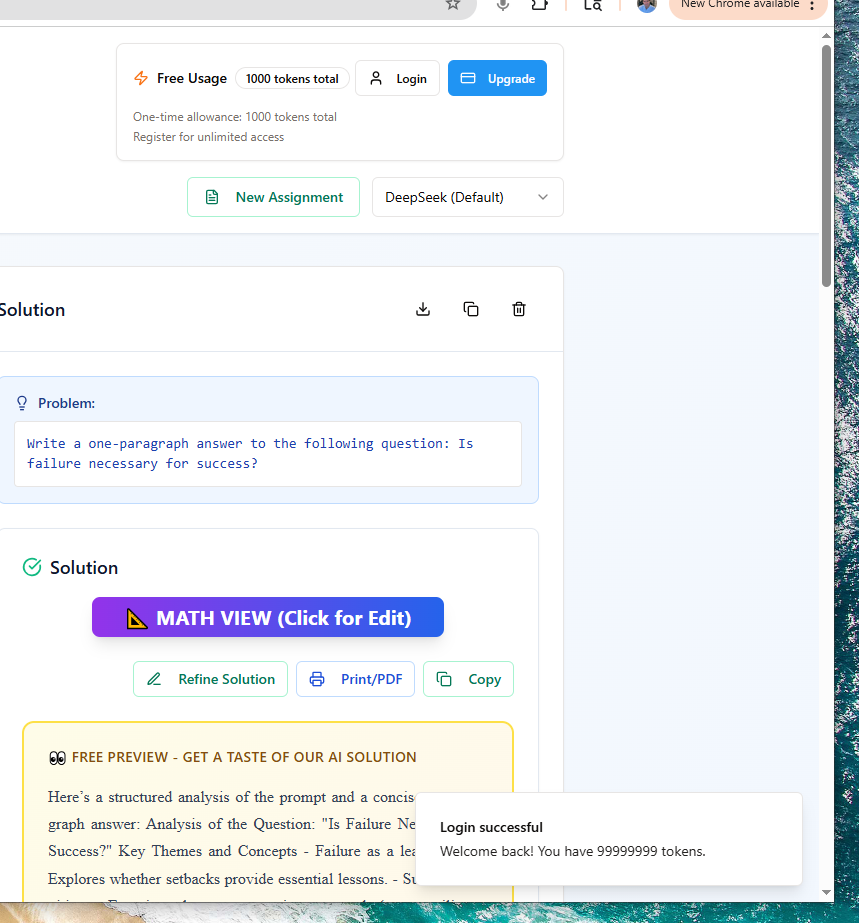 New Chrome available
Free Usage
1000 tokens total
Login
Upgrade
One-time allowance: 1000 tokens total
Register for unlimited access
New Assignment
DeepSeek (Default)
Solution
Problem:
Write a one-paragraph answer to the following question: Is
failure necessary for success?
Solution
MATH VIEW (Click for Edit)
Refine Solution
Print/PDF
Copy
FREE PREVIEW - GET A TASTE OF OUR AI SOLUTION
Here's a structured analysis of the prompt and a concis
graph answer: Analysis of the Question: "Is Failure Ne
Success?" Key Themes and Concepts - Failure as a lea
Explores whether setbacks provide essential lessons. - Su
Login successful
Welcome back! You have 99999999 tokens.